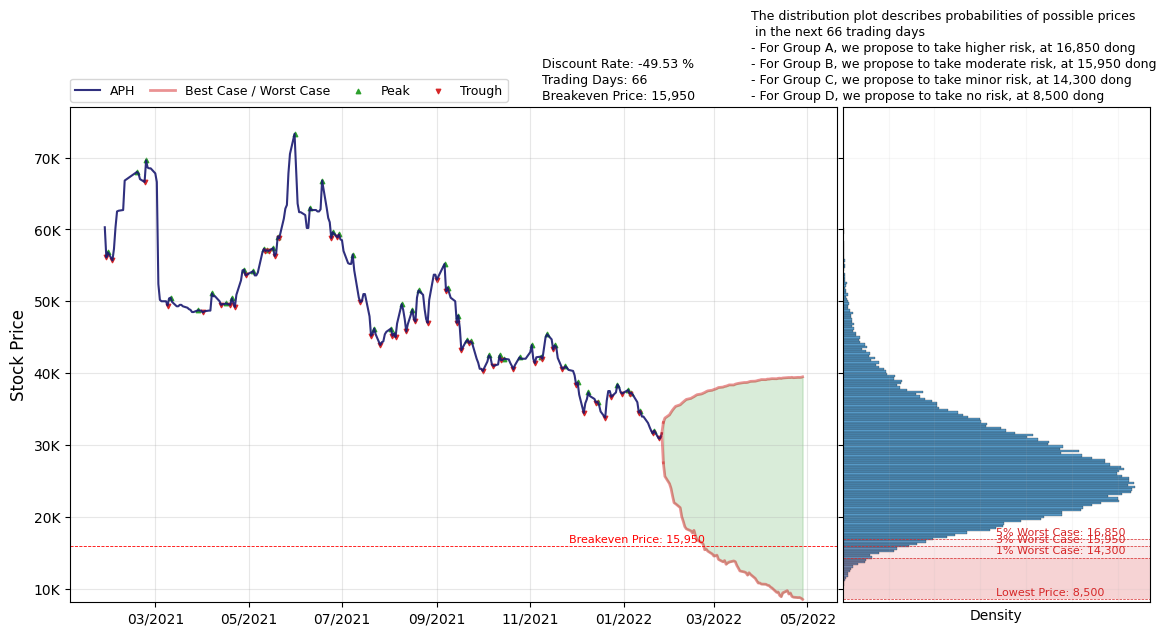 The distribution plot describes probabilities of possible prices
in the next 66 trading days
- For Group A, we propose to take higher risk, at 16,850 dong
- For Group B, we propose to take moderate risk, at 15,950 dong
- For Group C, we propose to take minor risk, at 14,300 dong
- For Group D, we propose to take no risk, at 8,500 dong
Discount Rate: -49.53 %
Trading Days: 66
Breakeven Price: 15,950
APH
Best Case / Worst Case
Peak
Trough
Stock Price
70K
60K
50K
40K
30K
20K
10K
Breakeven Price: 15,950
03/2021
05/2021
07/2021
09/2021
11/2021
01/2022
03/2022
05/2022
5% Worst Case: 16,850
3% Worst Case: 15,950
1% Worst Case: 14,300
Lowest Price: 8,500
Density